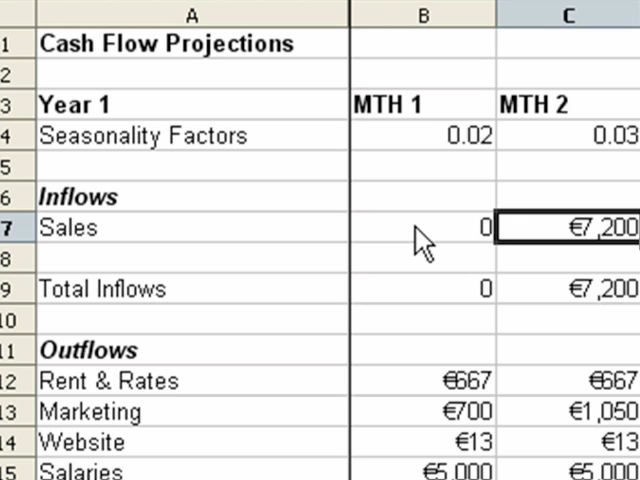 A B C
1 Cash Flow Projections
2
3 Year 1 MTH 1 MTH 2
4 Seasonality Factors 0.02 0.03
5
6 Inflows
7 Sales 0 €7,200
8
9 Total Inflows 0 €7,200
10
11 Outflows
12 Rent & Rates €667 €667
13 Marketing €700 €1,050
14 Website €13 €13
15 Salaries €5,000 €5,000